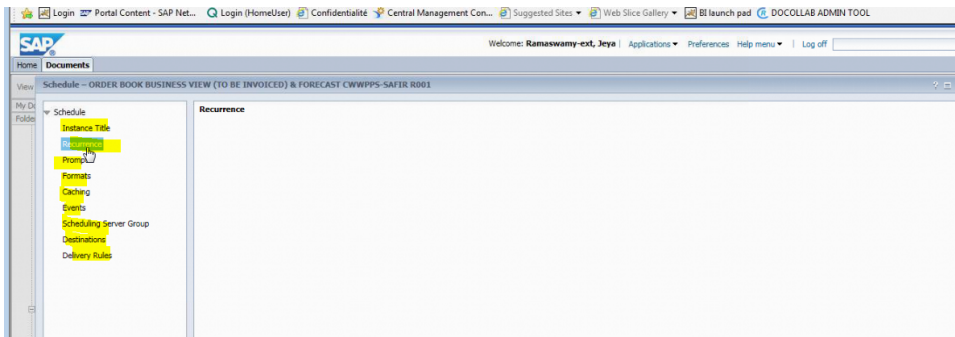 Login Portal Content - SAP Net... Login (HomeUser) Confidentialité Central Management Con... Suggested Sites Web Slice Gallery BI launch pad DOCOLLAB ADMIN TOOL
SAP Welcome: Ramaswamy-ext, Jeya | Applications Preferences Help menu | Log off
Home Documents
View Schedule – ORDER BOOK BUSINESS VIEW (TO BE INVOICED) & FORECAST CWWPPS-SAFIR R001 ?
My Do
Folde
Schedule
Recurrence
Instance Title
Recurrence
Promp
Formats
Caching
Events
Scheduling Server Group
Destinations
Delivery Rules